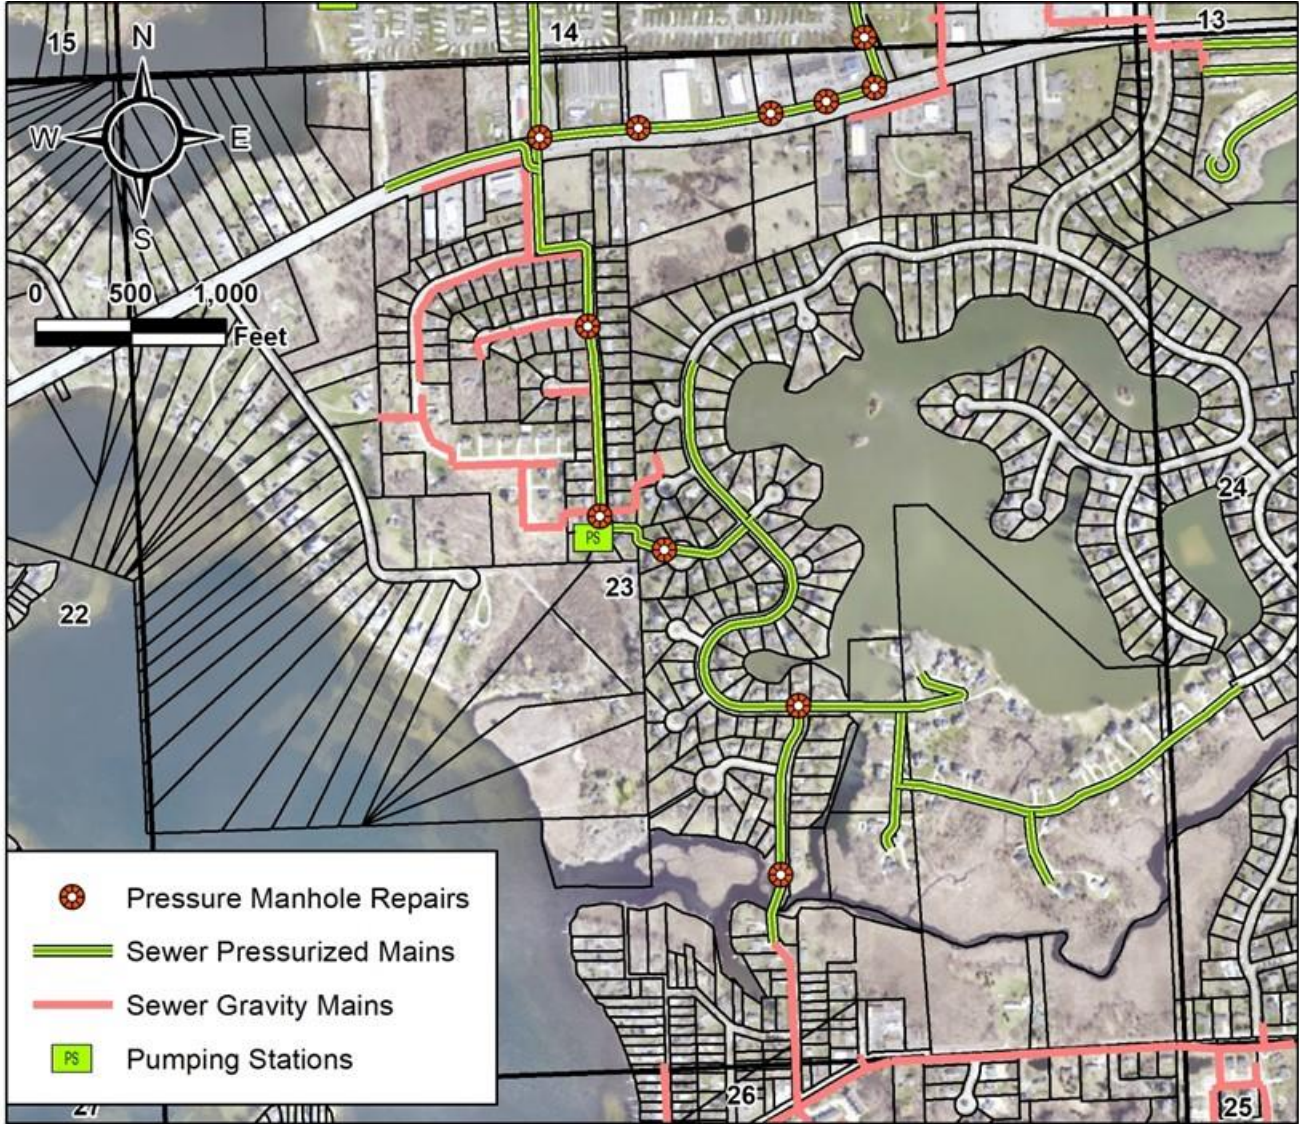 13
14
15
N
W
E
S
0 500 1,000
Feet
24
PS
23
22
Pressure Manhole Repairs
Sewer Pressurized Mains
Sewer Gravity Mains
PS Pumping Stations
26
25
27